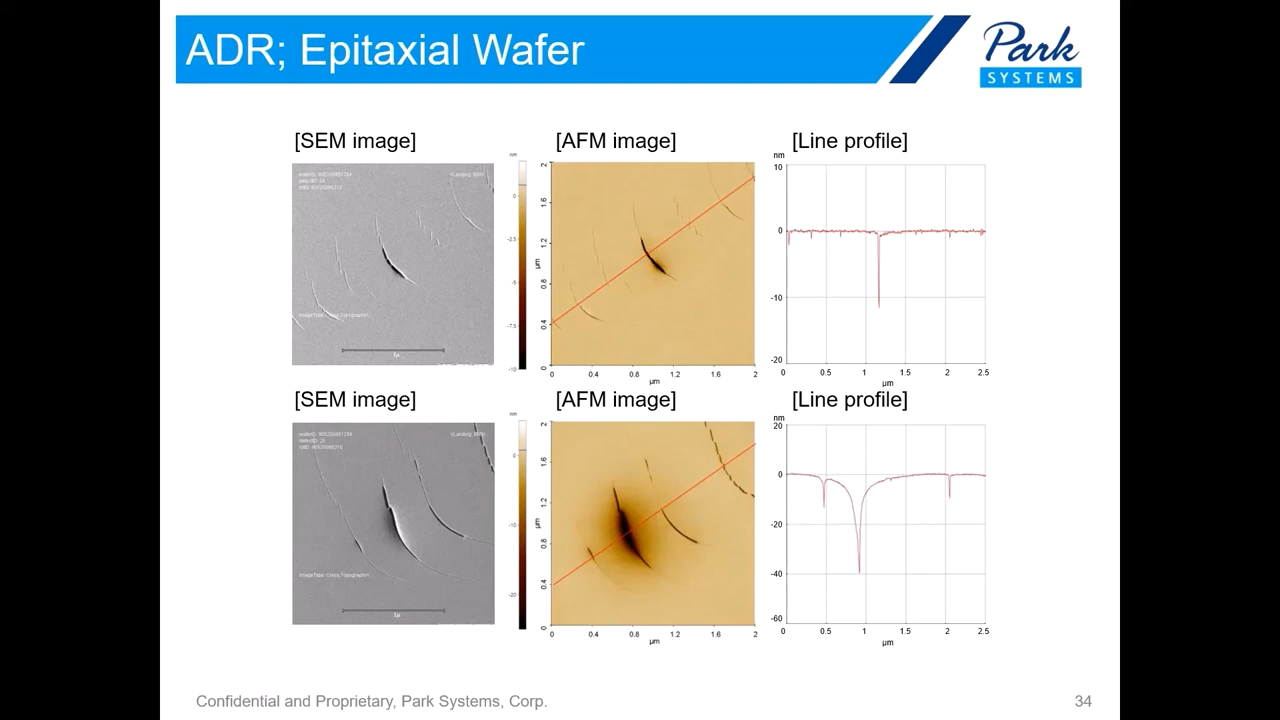 ADR; Epitaxial Wafer
Park
SYSTEMS
[SEM image]
[AFM image]
[Line profile]
nm
0
-2.5
-5
-7.5
-10
2
1.6
1.2
0.8
0.4
0
µm
0
0.4
0.8
1.2
1.6
2
µm
nm
10
0
-10
-20
0
0.5
1
1.5
2
2.5
µm
1µ
[SEM image]
[AFM image]
[Line profile]
nm
0
-10
-20
2
1.6
1.2
0.8
0.4
0
µm
0
0.4
0.8
1.2
1.6
2
µm
nm
20
0
-20
-40
-60
0
0.5
1
1.5
2
2.5
µm
1µ
Confidential and Proprietary, Park Systems, Corp.
34